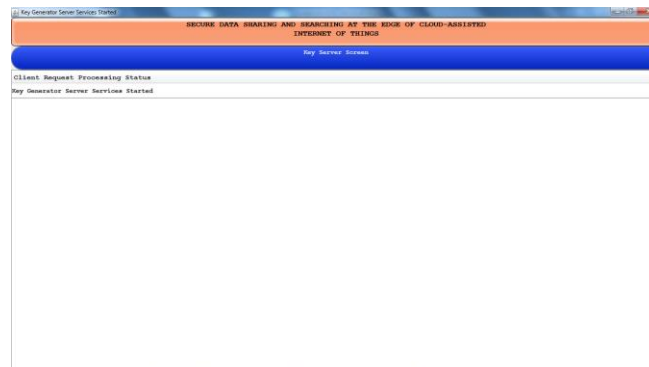 Key Generator Server Services Started
SECURE DATA SHARING AND SEARCHING AT THE EDGE OF CLOUD-ASSISTED
INTERNET OF THINGS
Key Server Screen
Client Request Processing Status
Key Generator Server Services Started